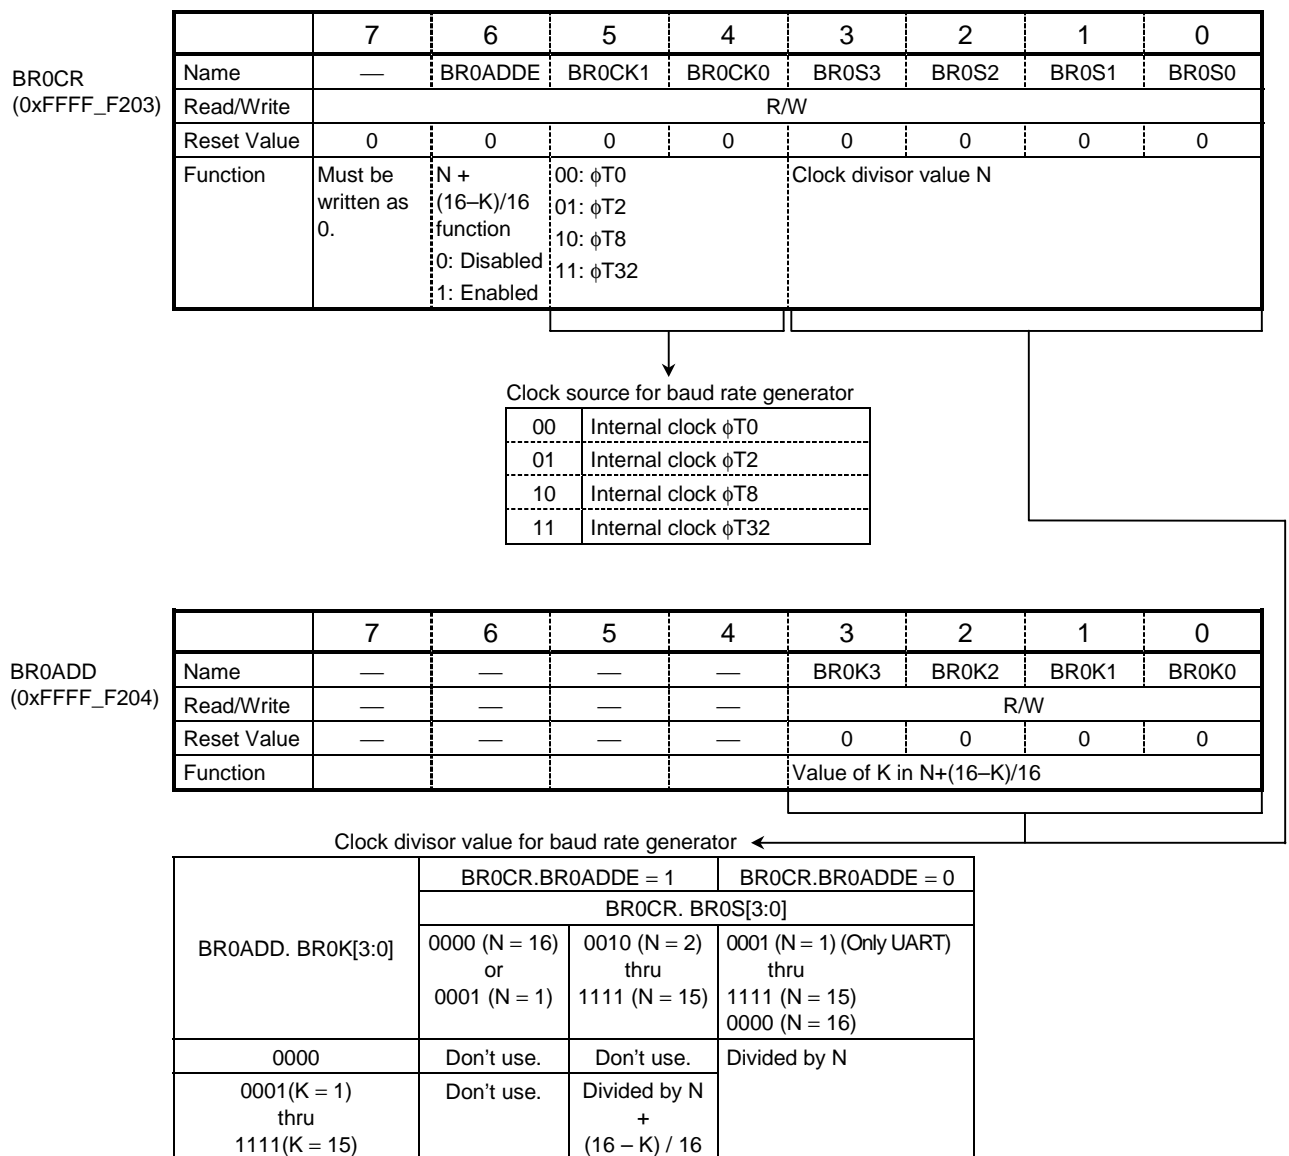 7 6 5 4 3 2 1 0
BR0CR
(0xFFFF_F203)
Name — BR0ADDE BR0CK1 BR0CK0 BR0S3 BR0S2 BR0S1 BR0S0
Read/Write R/W
Reset Value 0 0 0 0 0 0 0 0
Function
Must be
written as
0.
N +
(16–K)/16
function
0: Disabled
1: Enabled
00: ϕT0
01: ϕT2
10: ϕT8
11: ϕT32
Clock divisor value N
Clock source for baud rate generator
00 Internal clock ϕT0
01 Internal clock ϕT2
10 Internal clock ϕT8
11 Internal clock ϕT32
7 6 5 4 3 2 1 0
BR0ADD
(0xFFFF_F204)
Name — — — — BR0K3 BR0K2 BR0K1 BR0K0
Read/Write — — — — R/W
Reset Value — — — — 0 0 0 0
Function Value of K in N+(16–K)/16
Clock divisor value for baud rate generator
BR0ADD. BR0K[3:0]
BR0CR.BR0ADDE = 1 BR0CR.BR0ADDE = 0
BR0CR. BR0S[3:0]
0000 (N = 16)
or
0001 (N = 1)
0010 (N = 2)
thru
1111 (N = 15)
0001 (N = 1) (Only UART)
thru
1111 (N = 15)
0000 (N = 16)
0000 Don't use. Don't use. Divided by N
0001(K = 1)
thru
1111(K = 15)
Don't use.
Divided by N
+
(16 – K) / 16